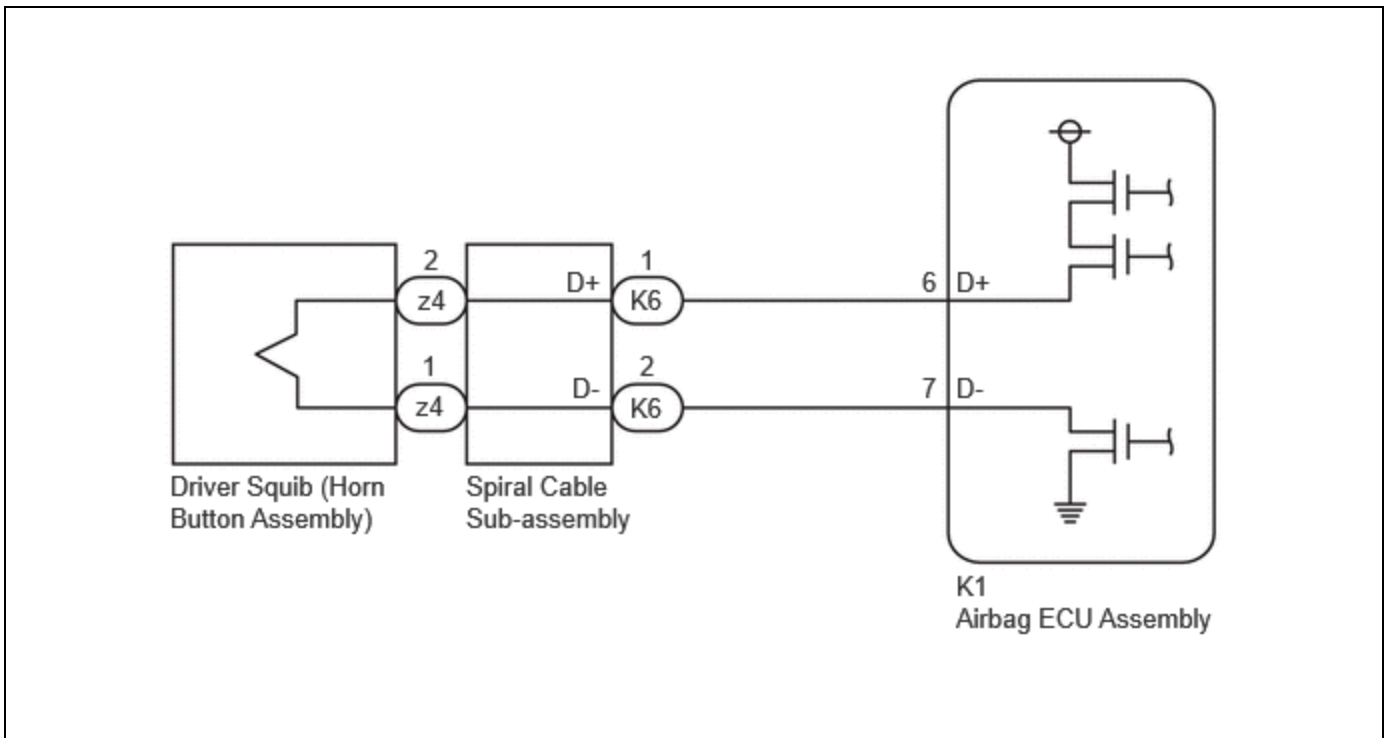 2
z4
D+
1
K6
6 D+
1
z4
D-
2
K6
7 D-
Driver Squib (Horn
Button Assembly)
Spiral Cable
Sub-assembly
K1
Airbag ECU Assembly